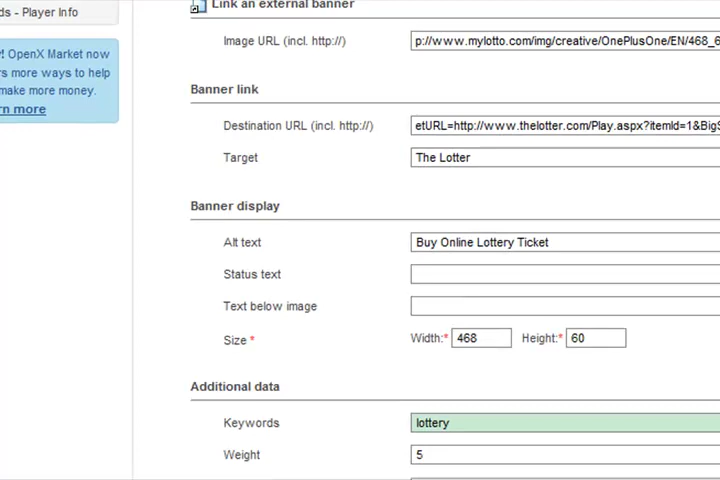 Link an external banner
ds - Player Info
! OpenX Market now
rs more ways to help
make more money.
rn more
Image URL (incl. http://) p://www.mylotto.com/img/creative/OnePlusOne/EN/468_6
Banner link
Destination URL (incl. http://) etURL=http://www.thelotter.com/Play.aspx?itemId=1&BigS
Target The Lotter
Banner display
Alt text Buy Online Lottery Ticket
Status text
Text below image
Size * Width:* 468 Height:* 60
Additional data
Keywords lottery
Weight 5